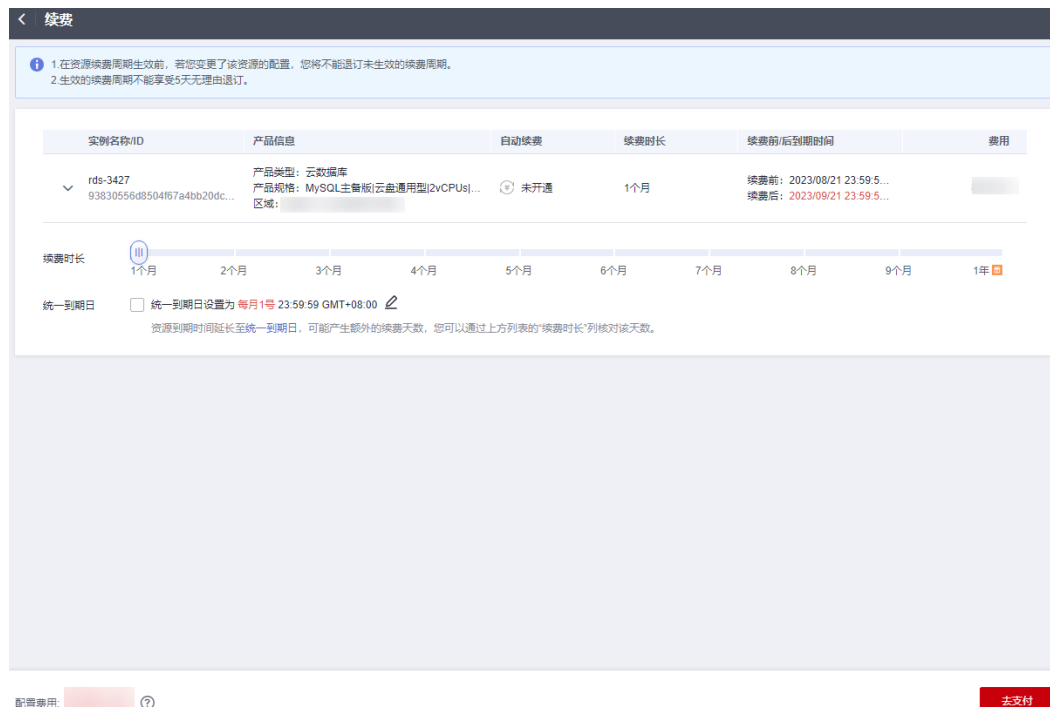 续费
1.在资源续费周期生效前，若您变更了该资源的配置，您将不能退订未生效的续费周期。
2.生效的续费周期不能享受5天无理由退订。
实例名称/ID 产品信息 自动续费 续费时长 续费前/后到期时间 费用
rds-3427
93830556d8504f67a4bb20dc...
产品类型：云数据库
产品规格：MySQL主备版|云盘通用型|2vCPUs|...
区域：
未开通
1个月
续费前：2023/08/21 23:59:5...
续费后：2023/09/21 23:59:5...
续费时长
1个月 2个月 3个月 4个月 5个月 6个月 7个月 8个月 9个月 1年
统一到期日 统一到期日设置为 每月1号 23:59:59 GMT+08:00
资源到期时间延长至统一到期日，可能产生额外的续费天数，您可以通过上方列表的“续费时长”列核对该天数。
配置费用:
去支付